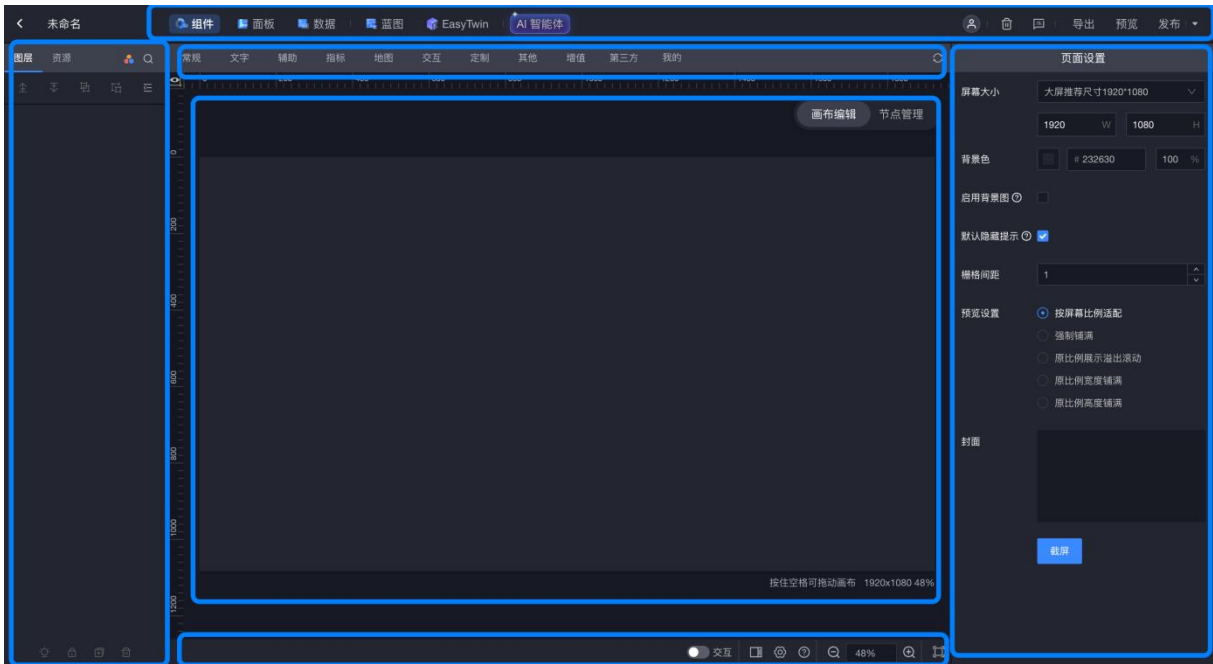 未命名 组件 面板 数据 蓝图 EasyTwin AI 智能体 导出 预览 发布
图层 资源
常规 文字 辅助 指标 地图 交互 定制 其他 增值 第三方 我的
页面设置
屏幕大小 大屏推荐尺寸1920*1080
1920 W 1080 H
画布编辑 节点管理
背景色 # 232630 100 %
启用背景图
默认隐藏提示
栅格间距 1
预览设置 按屏幕比例适配
强制铺满
原比例展示溢出滚动
原比例宽度铺满
原比例高度铺满
封面
截屏
0
200
400
600
800
1000
1200
按住空格可拖动画布 1920x1080 48%
交互 48%